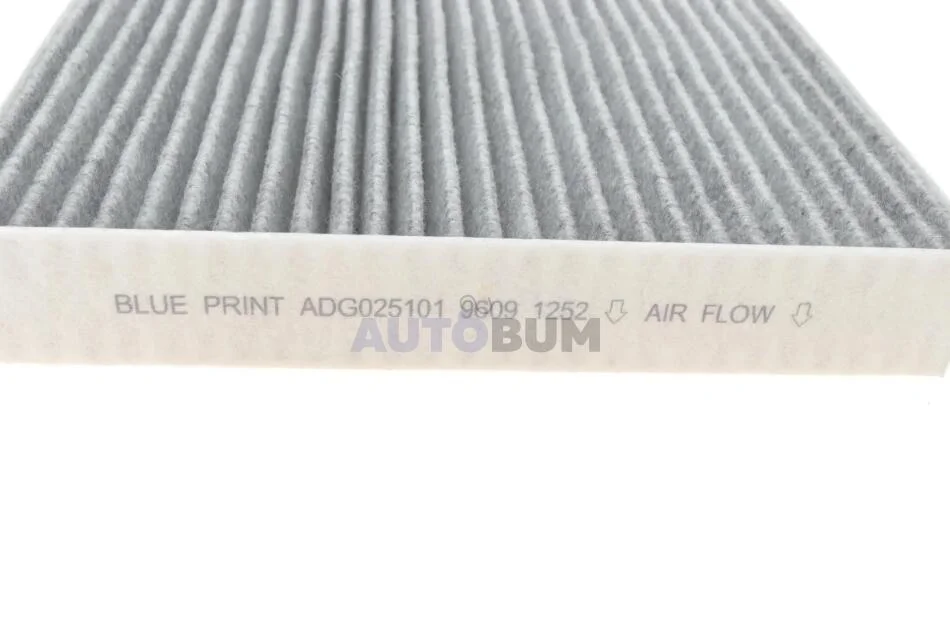 BLUE PRINT ADG025101 9609 1252 ⇩ AIR FLOW ⇩
AUTOBUM